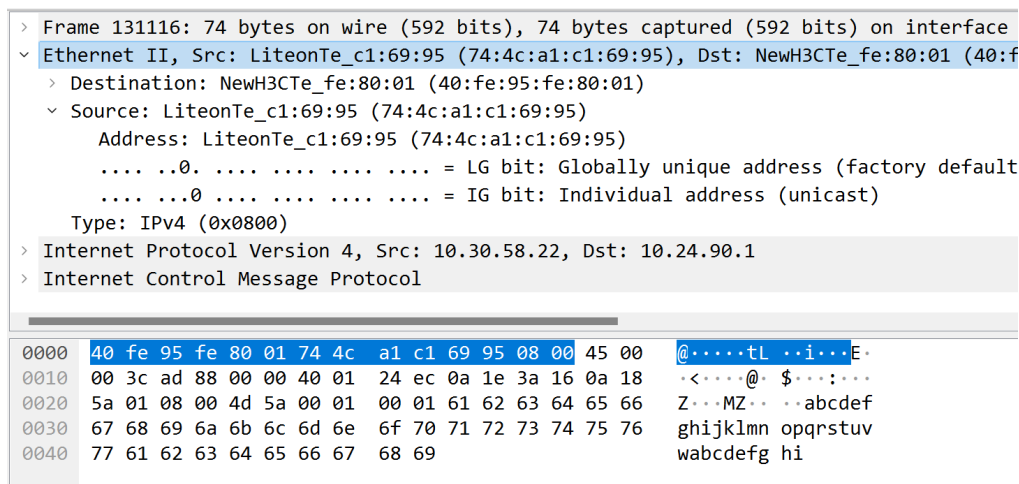 Frame 131116: 74 bytes on wire (592 bits), 74 bytes captured (592 bits) on interface
Ethernet II, Src: LiteonTe_c1:69:95 (74:4c:a1:c1:69:95), Dst: NewH3CTe_fe:80:01 (40:f
Destination: NewH3CTe_fe:80:01 (40:fe:95:fe:80:01)
Source: LiteonTe_c1:69:95 (74:4c:a1:c1:69:95)
Address: LiteonTe_c1:69:95 (74:4c:a1:c1:69:95)
.... ..0. .... .... .... .... = LG bit: Globally unique address (factory default
.... ...0 .... .... .... .... = IG bit: Individual address (unicast)
Type: IPv4 (0x0800)
Internet Protocol Version 4, Src: 10.30.58.22, Dst: 10.24.90.1
Internet Control Message Protocol
0000 40 fe 95 fe 80 01 74 4c a1 c1 69 95 08 00 45 00 @·····tL ··i···E·
0010 00 3c ad 88 00 00 40 01 24 ec 0a 1e 3a 16 0a 18 ·<····@· $···:···
0020 5a 01 08 00 4d 5a 00 01 00 01 61 62 63 64 65 66 Z···MZ·· ··abcdef
0030 67 68 69 6a 6b 6c 6d 6e 6f 70 71 72 73 74 75 76 ghijklmn opqrstuv
0040 77 61 62 63 64 65 66 67 68 69 wabcdefg hi